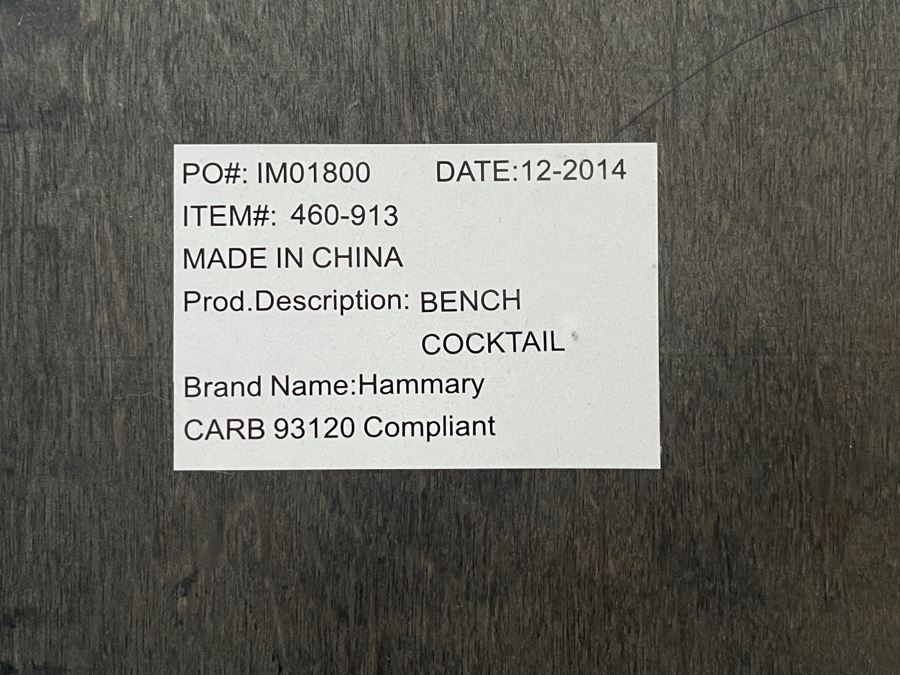 PO#: IM01800 DATE:12-2014
ITEM#: 460-913
MADE IN CHINA
Prod.Description: BENCH
COCKTAIL
Brand Name:Hammary
CARB 93120 Compliant